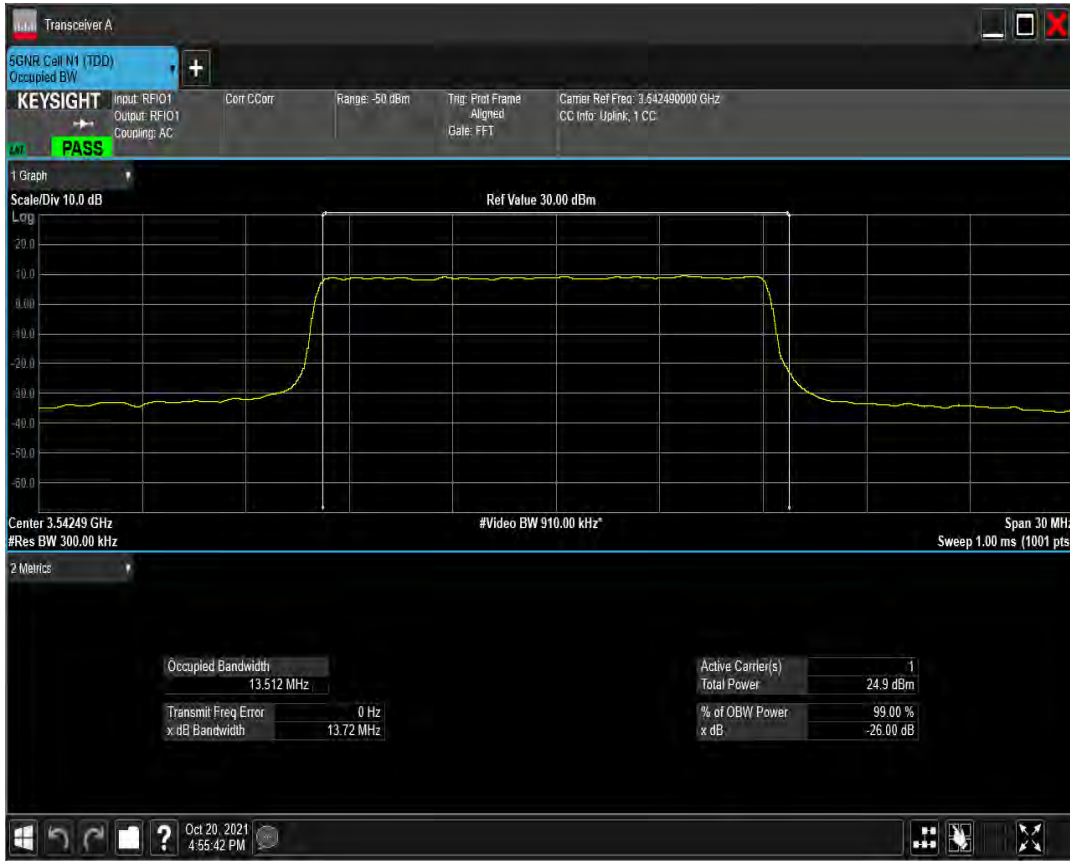 Transceiver A
5GNR Cell N1 (TDD)
Occupied BW
+
KEYSIGHT
PASS
Input: RFIO1
Output: RFIO1
Coupling: AC
Corr CCorr
Range: -50 dBm
Trig: Prot Frame
Aligned
Gate: FFT
Carrier Ref Freq: 3.542490000 GHz
CC Info: Uplink, 1 CC
1 Graph
Scale/Div 10.0 dB
Ref Value 30.00 dBm
Log
20.0
10.0
0.00
-10.0
-20.0
-30.0
-40.0
-50.0
-60.0
Center 3.54249 GHz
#Video BW 910.00 kHz*
Span 30 MHz
#Res BW 300.00 kHz
Sweep 1.00 ms (1001 pts
2 Metrics
Occupied Bandwidth
13.512 MHz
Transmit Freq Error 0 Hz
x dB Bandwidth 13.72 MHz
Active Carrier(s) 1
Total Power 24.9 dBm
% of OBW Power 99.00 %
x dB -26.00 dB
?
Oct 20, 2021
4:55:42 PM